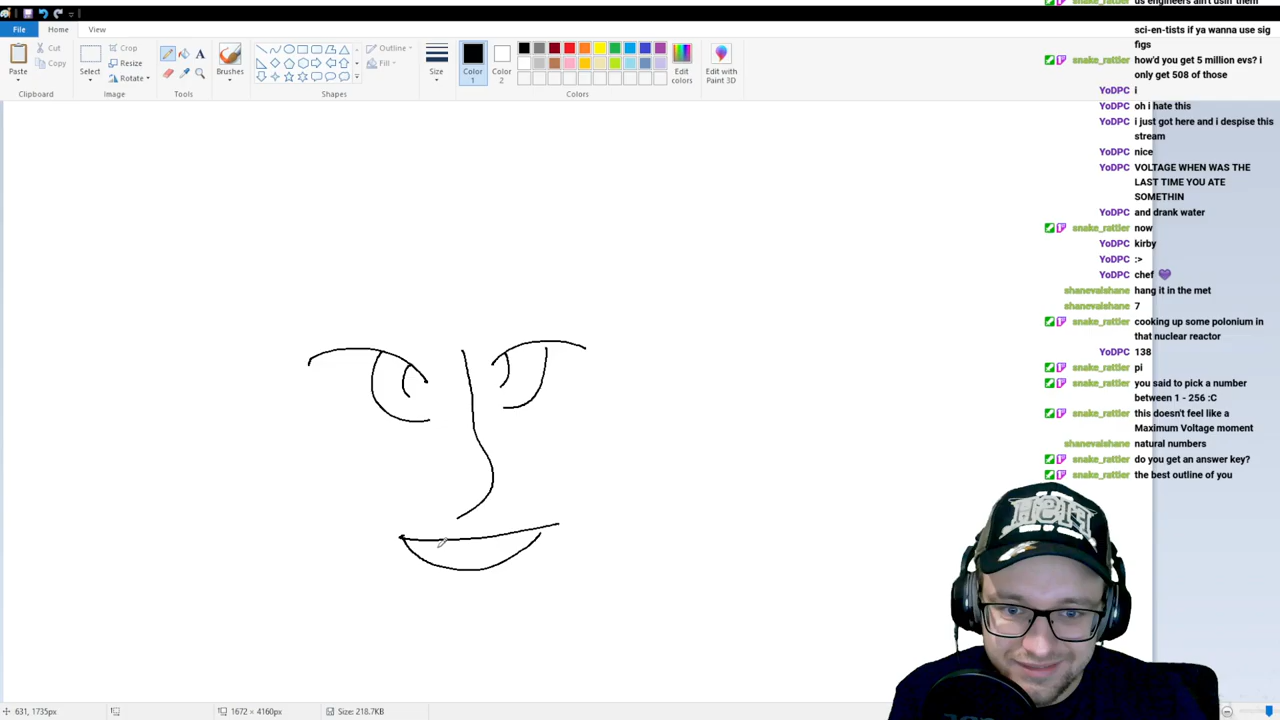 us engineers ain't usin' them
File
Home
View
sci-en-tists if ya wanna use sig
figs
Paste
Cut
Copy
Select
Crop
Resize
Rotate
Brushes
Outline
Fill
Size
Color
1
Color
2
Edit
colors
Edit with
Paint 3D
Clipboard
Image
Tools
Shapes
Colors
snake_rattler how'd you get 5 million evs? i
only get 508 of those
YoDPC i
YoDPC oh i hate this
YoDPC i just got here and i despise this
stream
YoDPC nice
YoDPC VOLTAGE WHEN WAS THE
LAST TIME YOU ATE
SOMETHIN
YoDPC and drank water
snake_rattler now
YoDPC kirby
YoDPC :>
YoDPC chef 💜
shanevalshane hang it in the met
shanevalshane 7
snake_rattler cooking up some polonium in
that nuclear reactor
YoDPC 138
snake_rattler pi
snake_rattler you said to pick a number
between 1 - 256 :C
snake_rattler this doesn't feel like a
Maximum Voltage moment
shanevalshane natural numbers
snake_rattler do you get an answer key?
snake_rattler the best outline of you
631, 1735px
1672 × 4160px
Size: 218.7KB